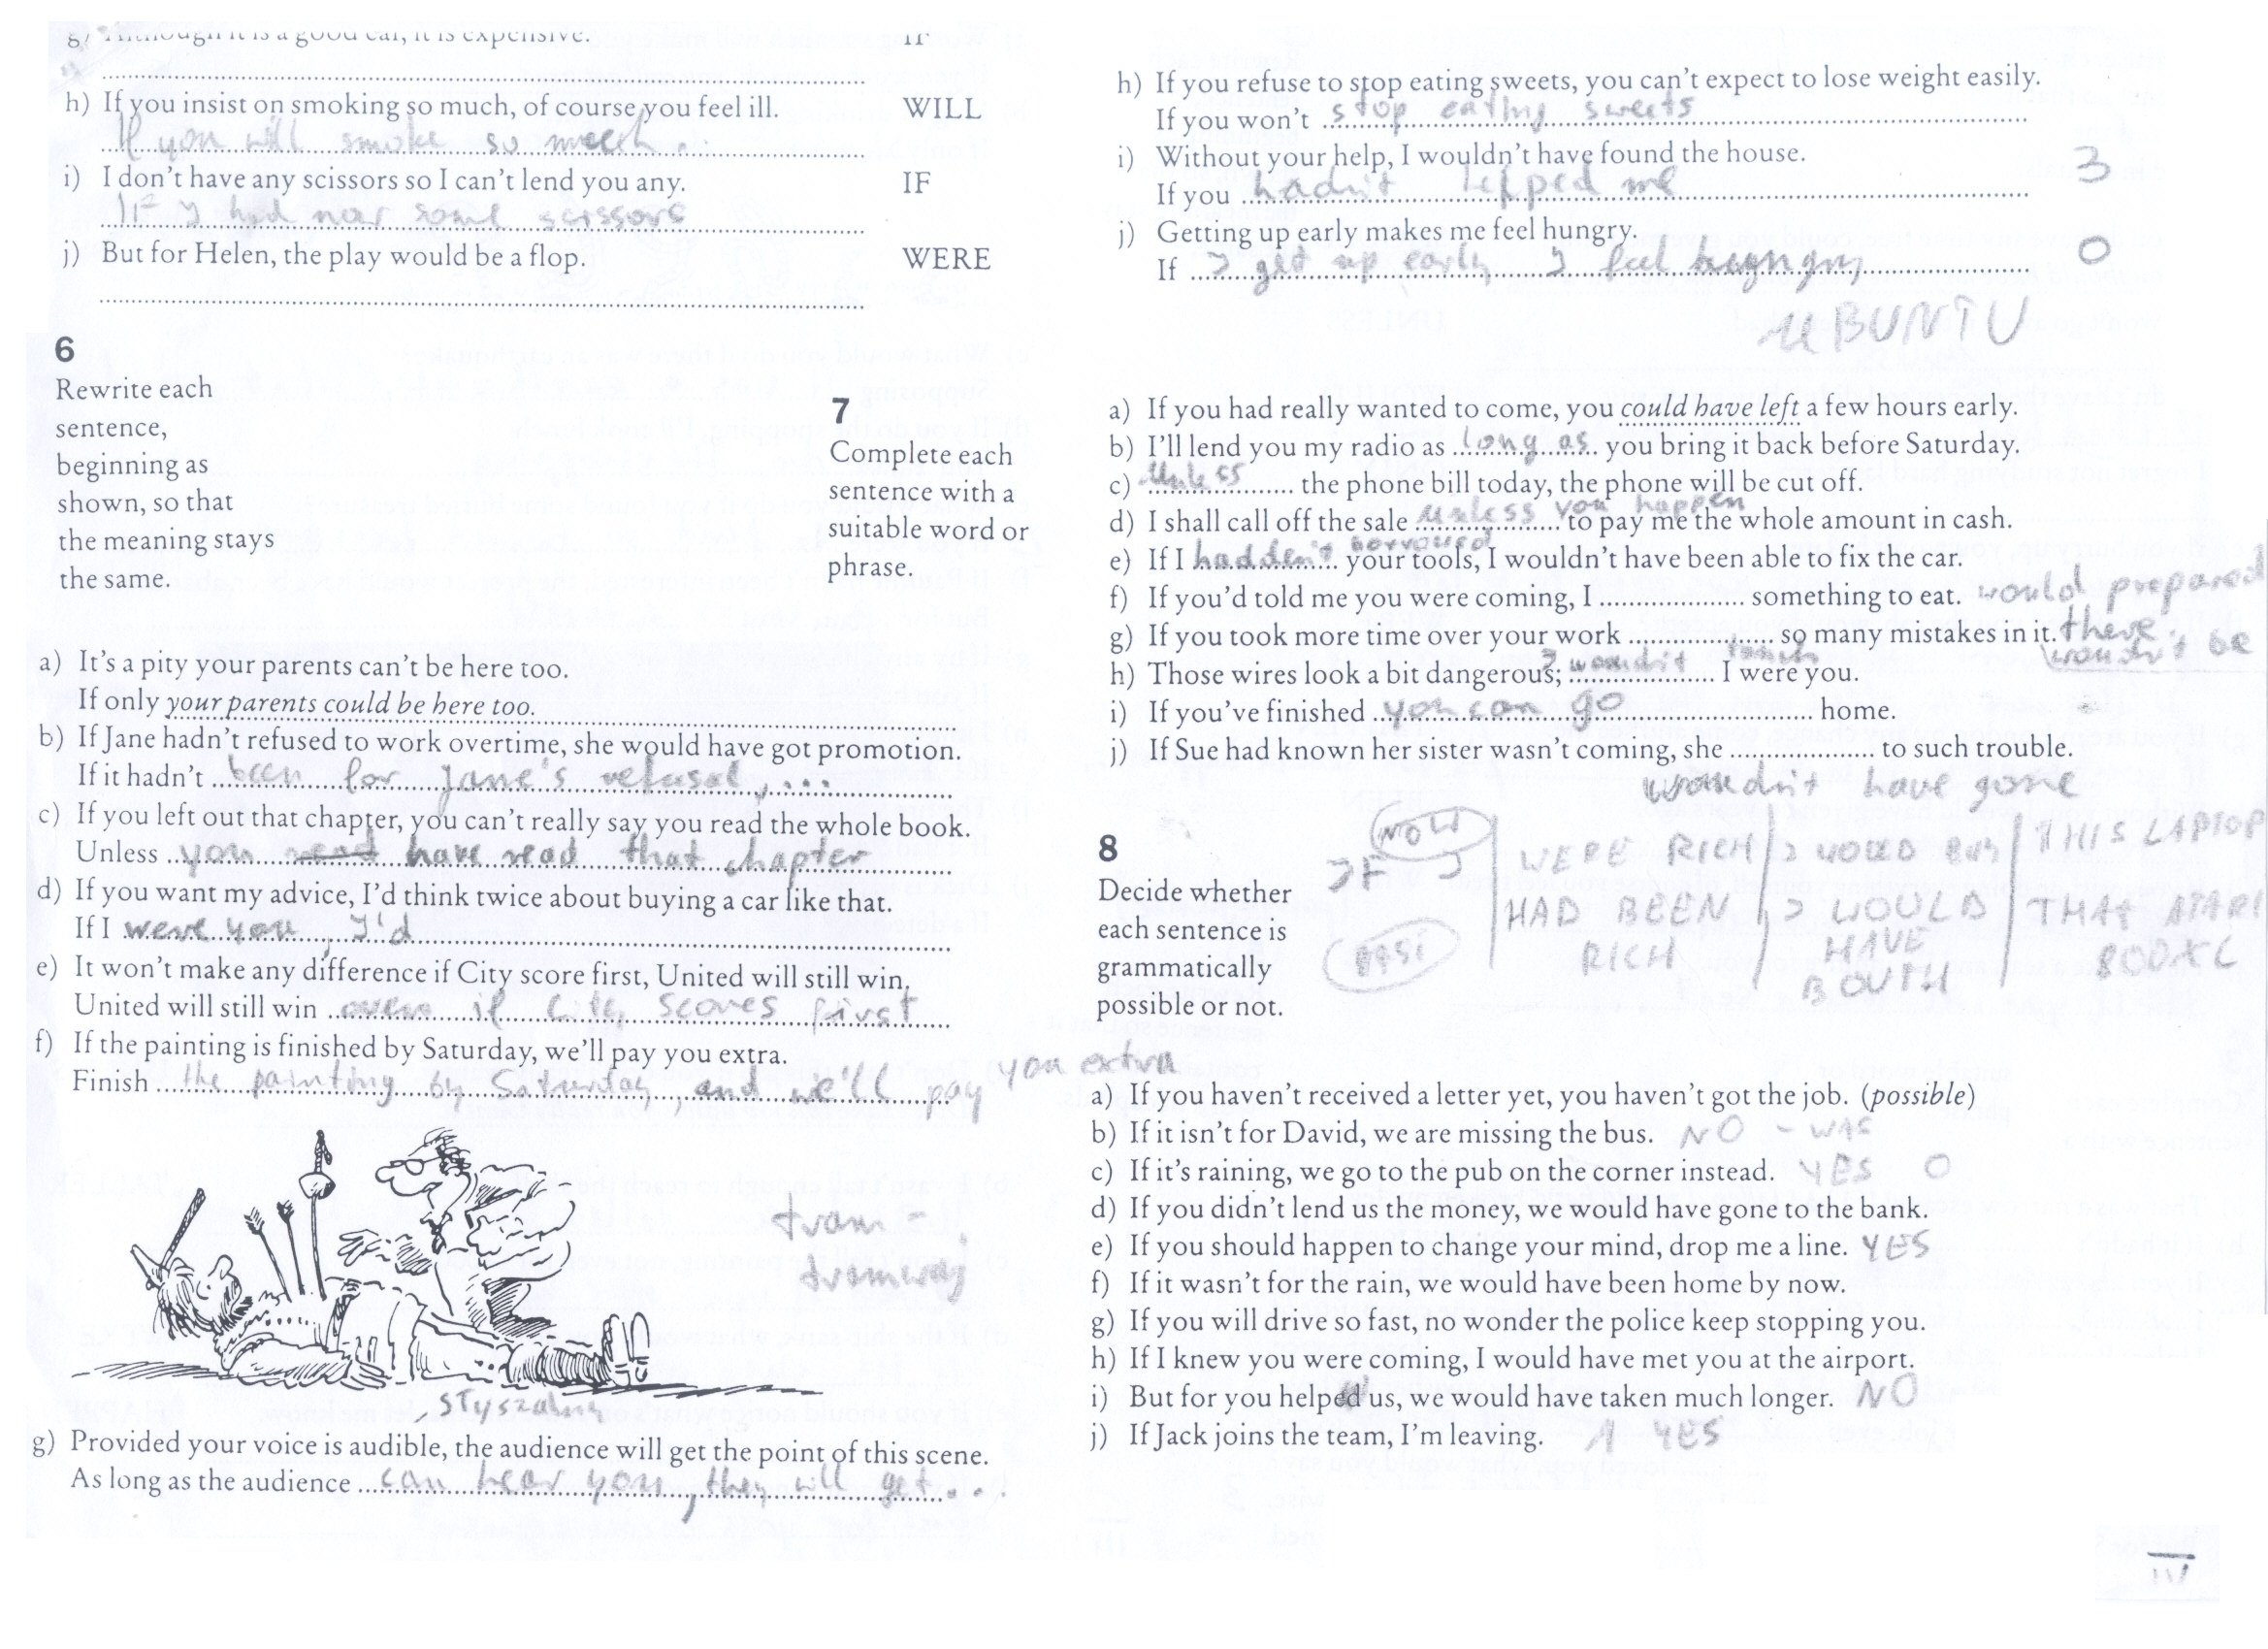 g) Although it is a good car, it is expensive. IF
h) If you insist on smoking so much, of course you feel ill. WILL
If you will smoke so much.
i) I don't have any scissors so I can't lend you any. IF
If I had some scissors
j) But for Helen, the play would be a flop. WERE
6
Rewrite each
sentence,
beginning as
shown, so that
the meaning stays
the same.
a) It's a pity your parents can't be here too.
If only your parents could be here too.
b) If Jane hadn't refused to work overtime, she would have got promotion.
If it hadn't been for Jane's refusal, ...
c) If you left out that chapter, you can't really say you read the whole book.
Unless you read have read that chapter
d) If you want my advice, I'd think twice about buying a car like that.
If I were you, I'd
e) It won't make any difference if City score first, United will still win.
United will still win even if City scores first
f) If the painting is finished by Saturday, we'll pay you extra.
Finish the painting by Saturday, and we'll pay you extra
tram =
tramway
słyszalny
g) Provided your voice is audible, the audience will get the point of this scene.
As long as the audience can hear you, they will get...
h) If you refuse to stop eating sweets, you can't expect to lose weight easily.
If you won't stop eating sweets
i) Without your help, I wouldn't have found the house. 3
If you hadn't helpped me
j) Getting up early makes me feel hungry. 0
If I get up early, I feel
UBUNTU
7
Complete each
sentence with a
suitable word or
phrase.
a) If you had really wanted to come, you could have left a few hours early.
b) I'll lend you my radio as long as you bring it back before Saturday.
c) Unless the phone bill today, the phone will be cut off.
d) I shall call off the sale unless you happen to pay me the whole amount in cash.
e) If I hadden't borrowed your tools, I wouldn't have been able to fix the car.
f) If you'd told me you were coming, I ............ something to eat. would prepared
g) If you took more time over your work ............ so many mistakes in it. there wouldn't be
h) Those wires look a bit dangerous; I wouldn't touch I were you.
i) If you've finished you can go home.
j) If Sue had known her sister wasn't coming, she ............ to such trouble.
wouldn't have gone
8
Decide whether
each sentence is
grammatically
possible or not.
NOW
IF I WERE RICH I WOULD BUY THIS LAPTOP
HAD BEEN RICH I WOULD HAVE BOUTH THAT ATARI 800XL
1981
a) If you haven't received a letter yet, you haven't got the job. (possible)
b) If it isn't for David, we are missing the bus. NO - WAS
c) If it's raining, we go to the pub on the corner instead. YES 0
d) If you didn't lend us the money, we would have gone to the bank.
e) If you should happen to change your mind, drop me a line. YES
f) If it wasn't for the rain, we would have been home by now.
g) If you will drive so fast, no wonder the police keep stopping you.
h) If I knew you were coming, I would have met you at the airport.
i) But for you helped us, we would have taken much longer. NO
j) If Jack joins the team, I'm leaving. 1 YES
IV